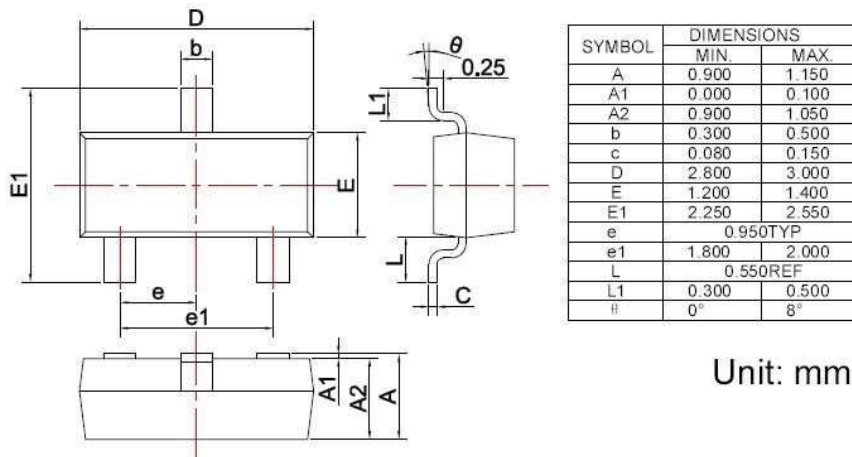 D
b
θ
0.25
L1
E1
E
L
C
e
e1
A1
A2
A
SYMBOL DIMENSIONS
MIN. MAX.
A 0.900 1.150
A1 0.000 0.100
A2 0.900 1.050
b 0.300 0.500
c 0.080 0.150
D 2.800 3.000
E 1.200 1.400
E1 2.250 2.550
e 0.950TYP
e1 1.800 2.000
L 0.550REF
L1 0.300 0.500
θ 0° 8°
Unit: mm